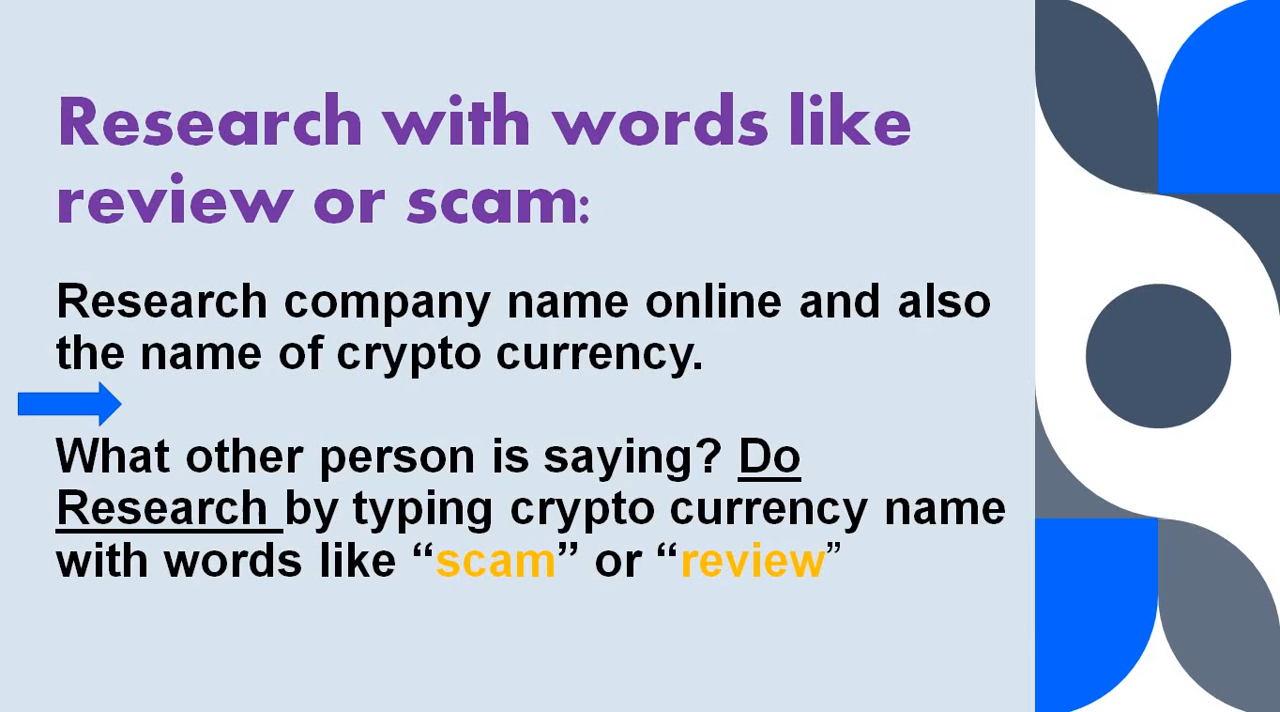 Research with words like
review or scam:
Research company name online and also
the name of crypto currency.
What other person is saying? Do
Research by typing crypto currency name
with words like “scam” or “review”